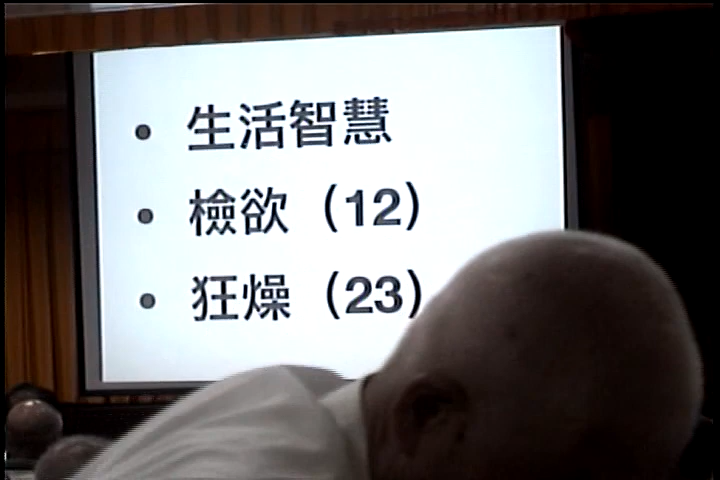 • 生活智慧
• 檢欲（12）
• 狂燥（23）